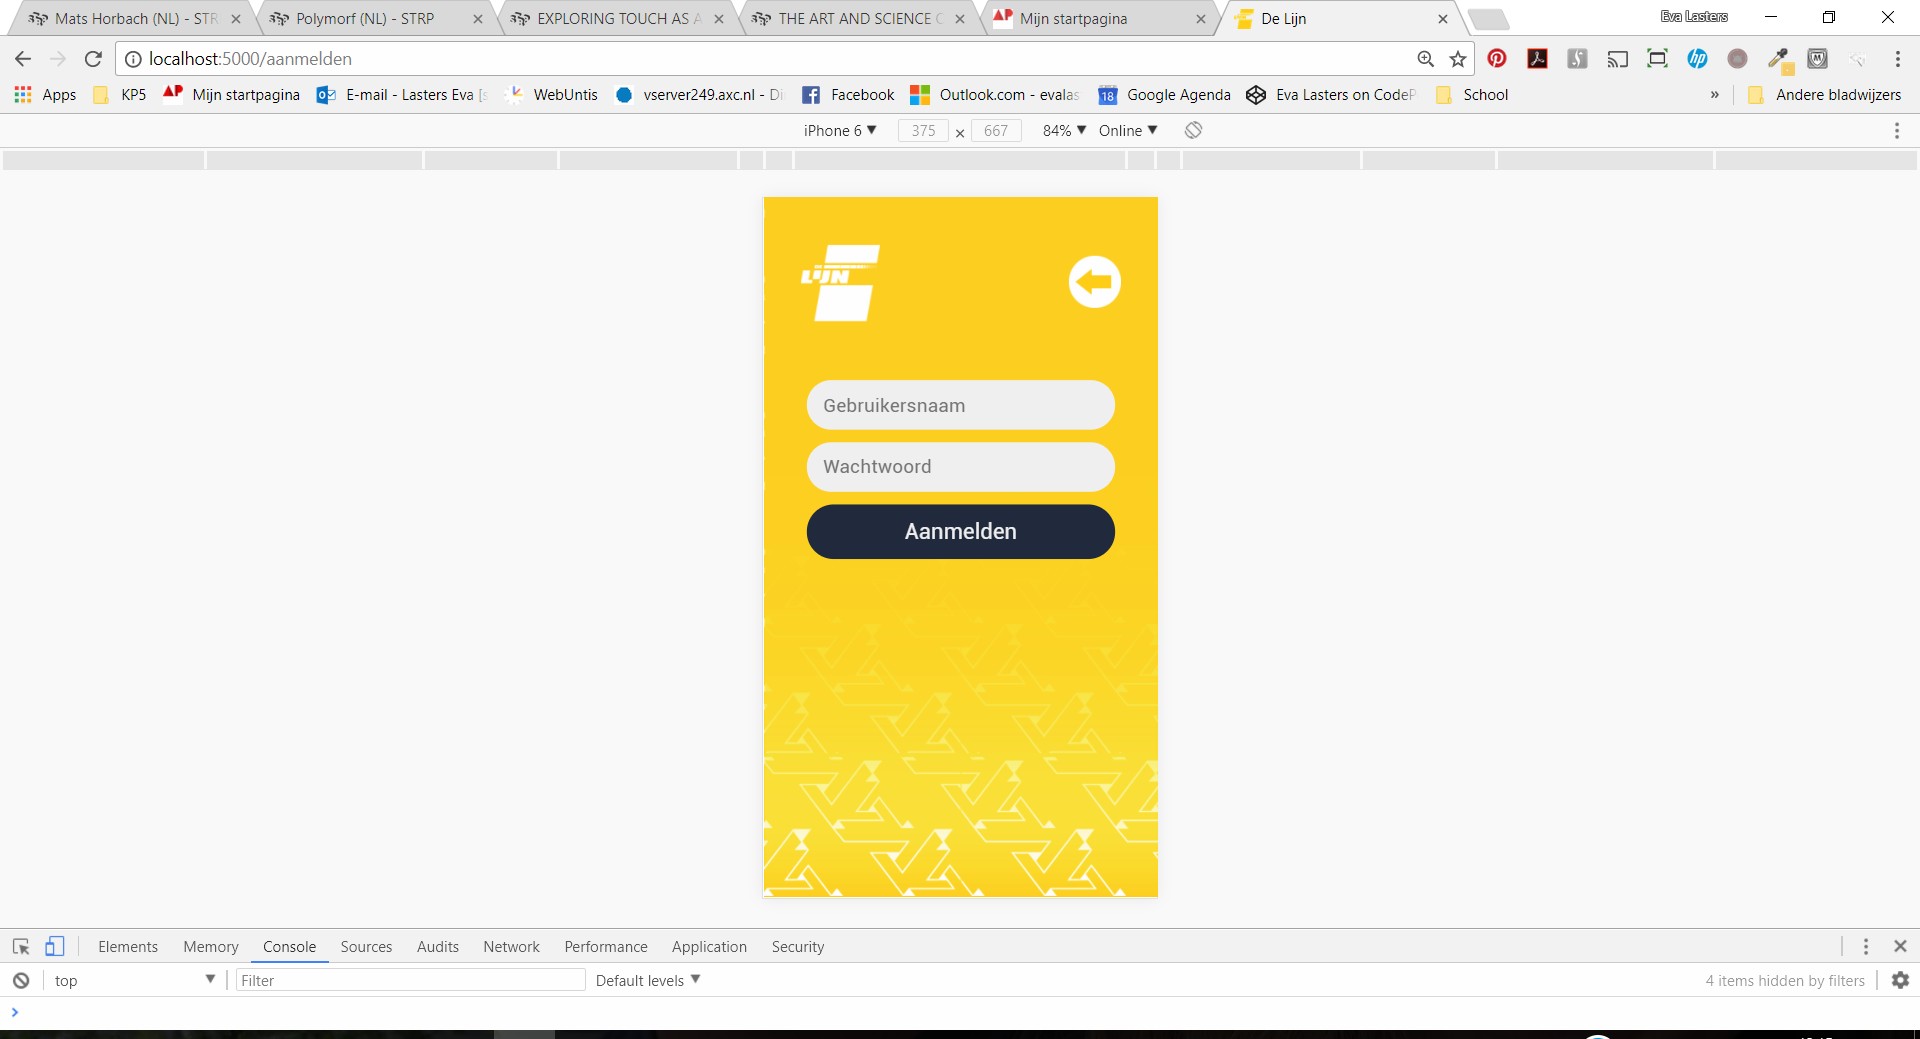 Mats Horbach (NL) - STR
Polymorf (NL) - STRP
EXPLORING TOUCH AS A
THE ART AND SCIENCE C
Mijn startpagina
De Lijn
Eva Lasters
localhost:5000/aanmelden
Apps
KP5
Mijn startpagina
E-mail - Lasters Eva [s
WebUntis
vserver249.axc.nl - Di
Facebook
Outlook.com - evalas
18
Google Agenda
Eva Lasters on CodeP
School
»
Andere bladwijzers
iPhone 6 ▼
375 × 667
84% ▼
Online ▼
LIJN
Gebruikersnaam
Wachtwoord
Aanmelden
Elements
Memory
Console
Sources
Audits
Network
Performance
Application
Security
top ▼
Filter
Default levels ▼
4 items hidden by filters